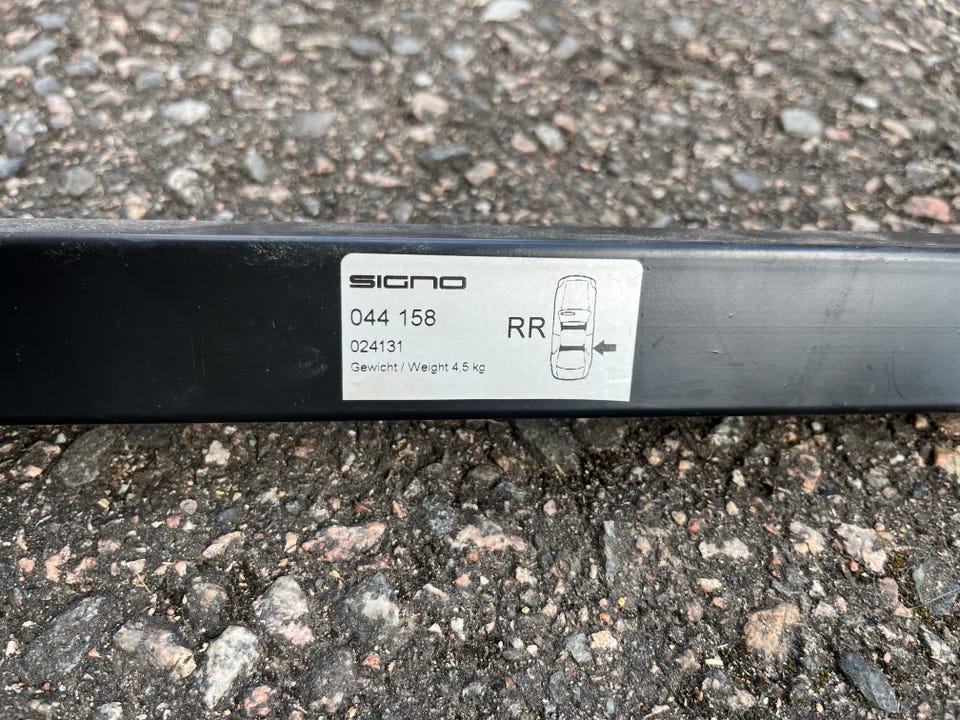 SIGNO
044 158
024131
Gewicht / Weight 4,5 kg
RR